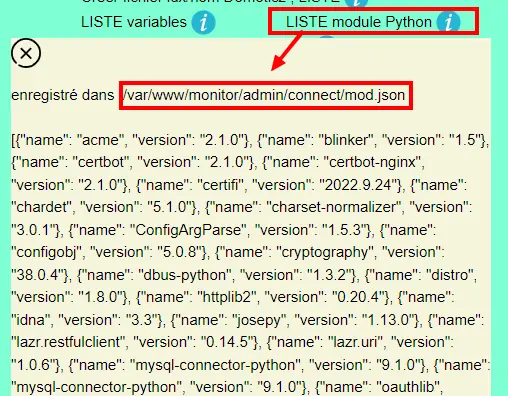 LISTE variables i LISTE module Python i
enregistré dans /var/www/monitor/admin/connect/mod.json
[{"name": "acme", "version": "2.1.0"}, {"name": "blinker", "version": "1.5"},
{"name": "certbot", "version": "2.1.0"}, {"name": "certbot-nginx",
"version": "2.1.0"}, {"name": "certifi", "version": "2022.9.24"}, {"name":
"chardet", "version": "5.1.0"}, {"name": "charset-normalizer", "version":
"3.0.1"}, {"name": "ConfigArgParse", "version": "1.5.3"}, {"name":
"configobj", "version": "5.0.8"}, {"name": "cryptography", "version":
"38.0.4"}, {"name": "dbus-python", "version": "1.3.2"}, {"name": "distro",
"version": "1.8.0"}, {"name": "httplib2", "version": "0.20.4"}, {"name":
"idna", "version": "3.3"}, {"name": "josepy", "version": "1.13.0"}, {"name":
"lazr.restfulclient", "version": "0.14.5"}, {"name": "lazr.uri", "version":
"1.0.6"}, {"name": "mysql-connector-python", "version": "9.1.0"}, {"name":
"mysql-connector-python", "version": "9.1.0"}, {"name": "oauthlib",